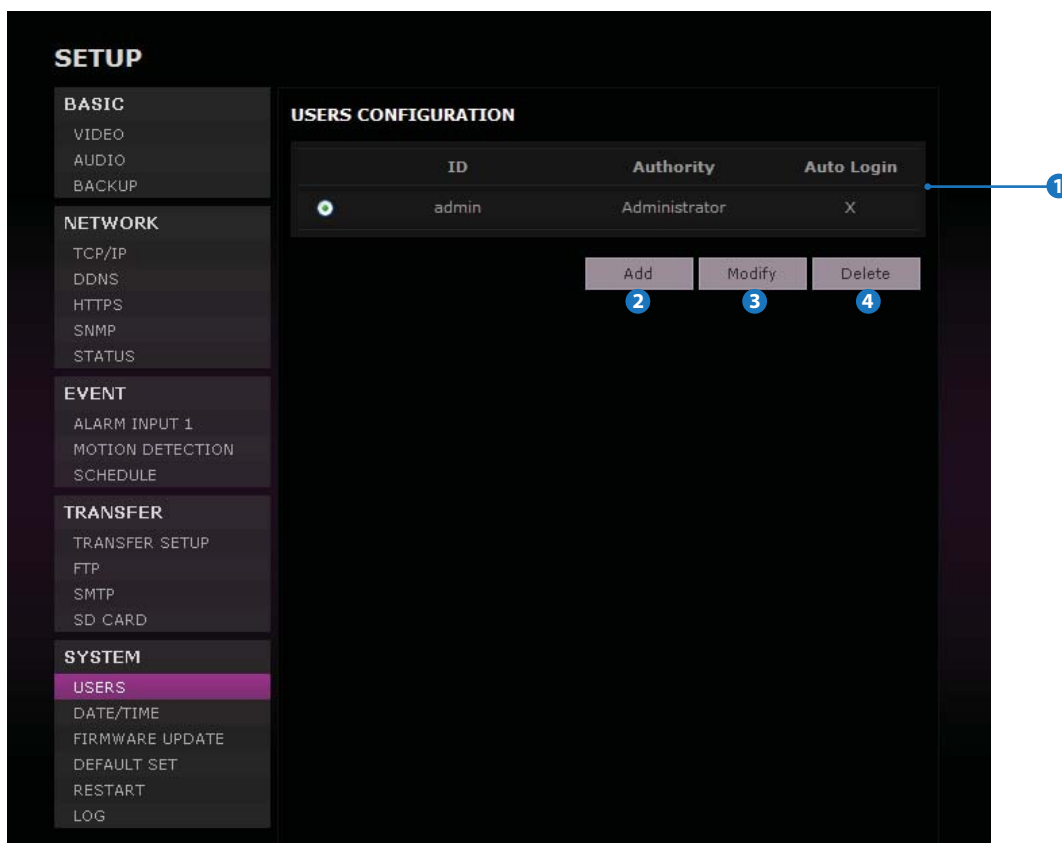 SETUP
BASIC
VIDEO
AUDIO
BACKUP
NETWORK
TCP/IP
DDNS
HTTPS
SNMP
STATUS
EVENT
ALARM INPUT 1
MOTION DETECTION
SCHEDULE
TRANSFER
TRANSFER SETUP
FTP
SMTP
SD CARD
SYSTEM
USERS
DATE/TIME
FIRMWARE UPDATE
DEFAULT SET
RESTART
LOG
USERS CONFIGURATION
ID Authority Auto Login
admin Administrator X
1
Add Modify Delete
2 3 4